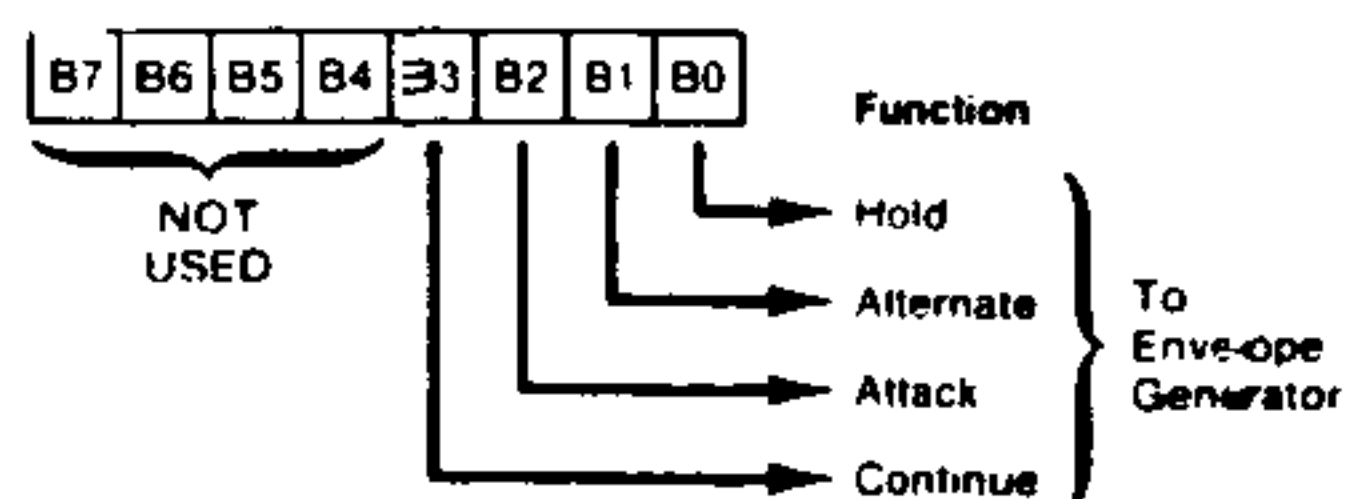 B7 B6 B5 B4 B3 B2 B1 B0
Function
NOT
USED
Hold
Alternate
Attack
Continue
To
Envelope
Generator